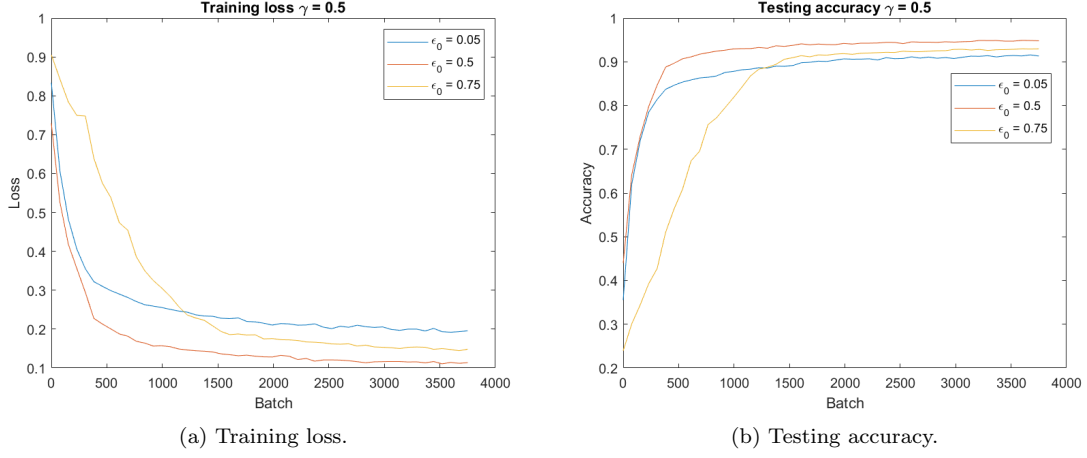 Training loss γ = 0.5
1
0.9
0.8
0.7
0.6
0.5
0.4
0.3
0.2
0.1
Loss
0 500 1000 1500 2000 2500 3000 3500 4000
Batch
ϵ0 = 0.05
ϵ0 = 0.5
ϵ0 = 0.75
(a) Training loss.
Testing accuracy γ = 0.5
1
0.9
0.8
0.7
0.6
0.5
0.4
0.3
0.2
Accuracy
0 500 1000 1500 2000 2500 3000 3500 4000
Batch
ϵ0 = 0.05
ϵ0 = 0.5
ϵ0 = 0.75
(b) Testing accuracy.